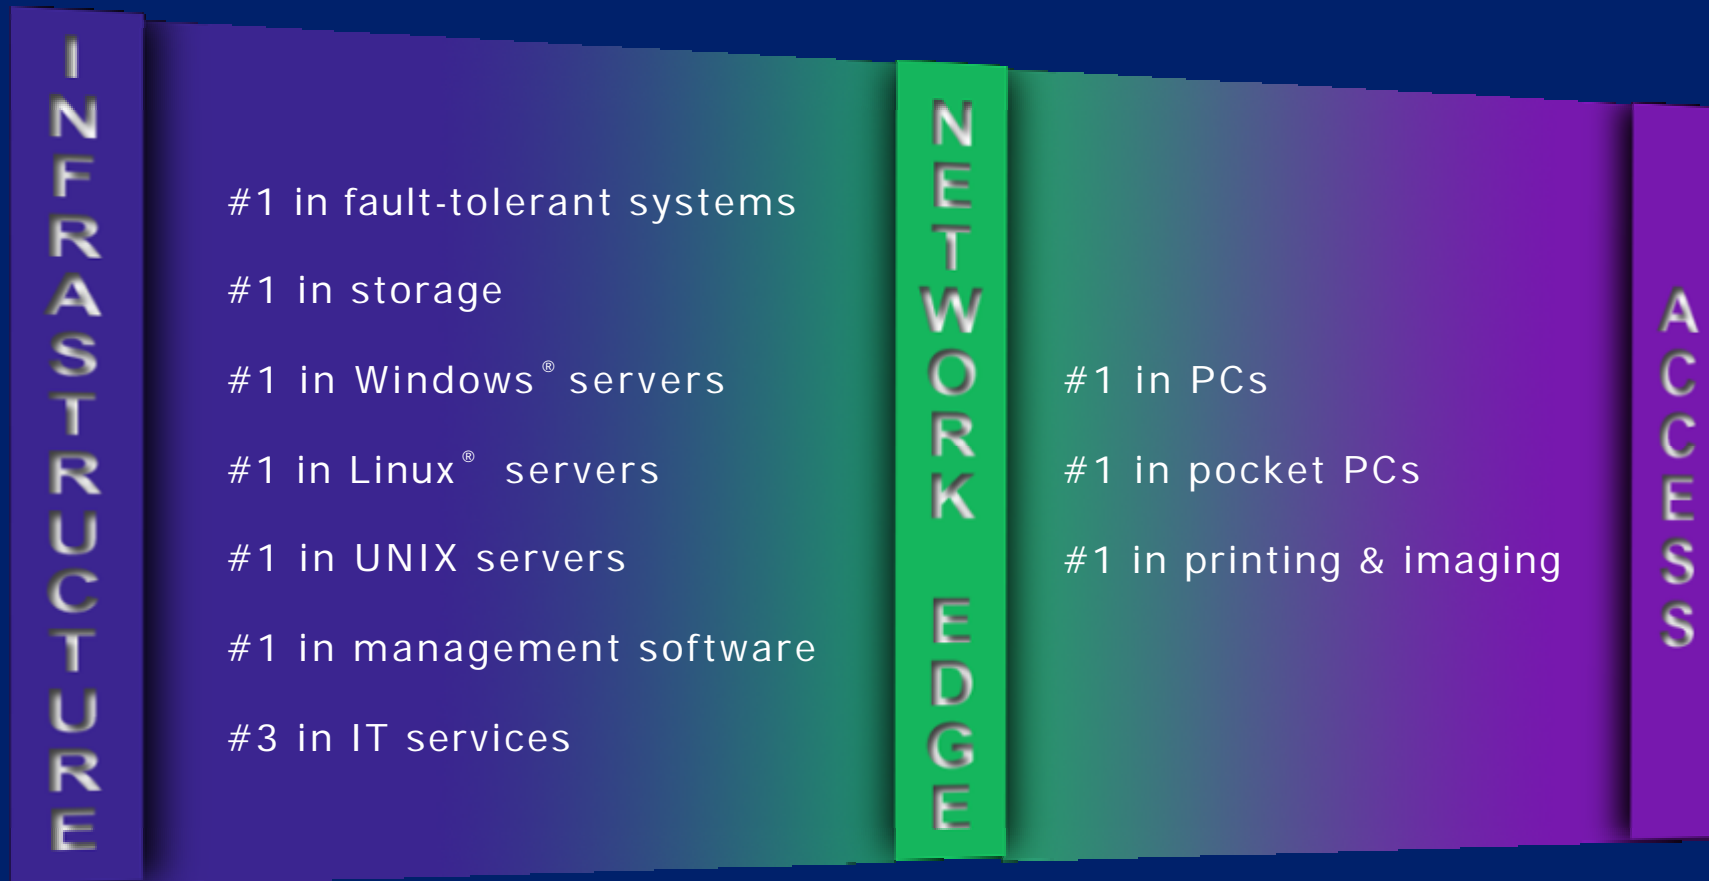 INFRASTRUCTURE
#1 in fault-tolerant systems
#1 in storage
#1 in Windows® servers
#1 in Linux® servers
#1 in UNIX servers
#1 in management software
#3 in IT services
NETWORK EDGE
#1 in PCs
#1 in pocket PCs
#1 in printing & imaging
ACCESS